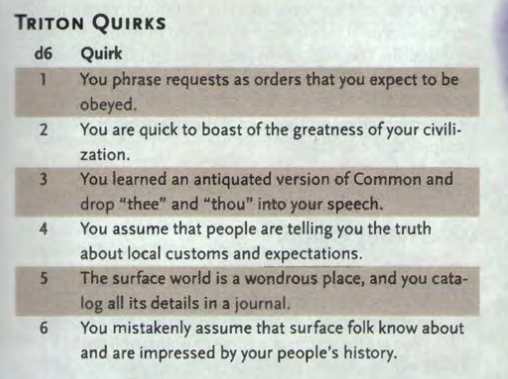 TRITON QUIRKS
d6 Quirk
1 You phrase requests as orders that you expect to be
obeyed.
2 You are quick to boast of the greatness of your civili-
zation.
3 You learned an antiquated version of Common and
drop “thee” and “thou” into your speech.
4 You assume that people are telling you the truth
about local customs and expectations.
5 The surface world is a wondrous place, and you cata-
log all its details in a journal.
6 You mistakenly assume that surface folk know about
and are impressed by your people’s history.